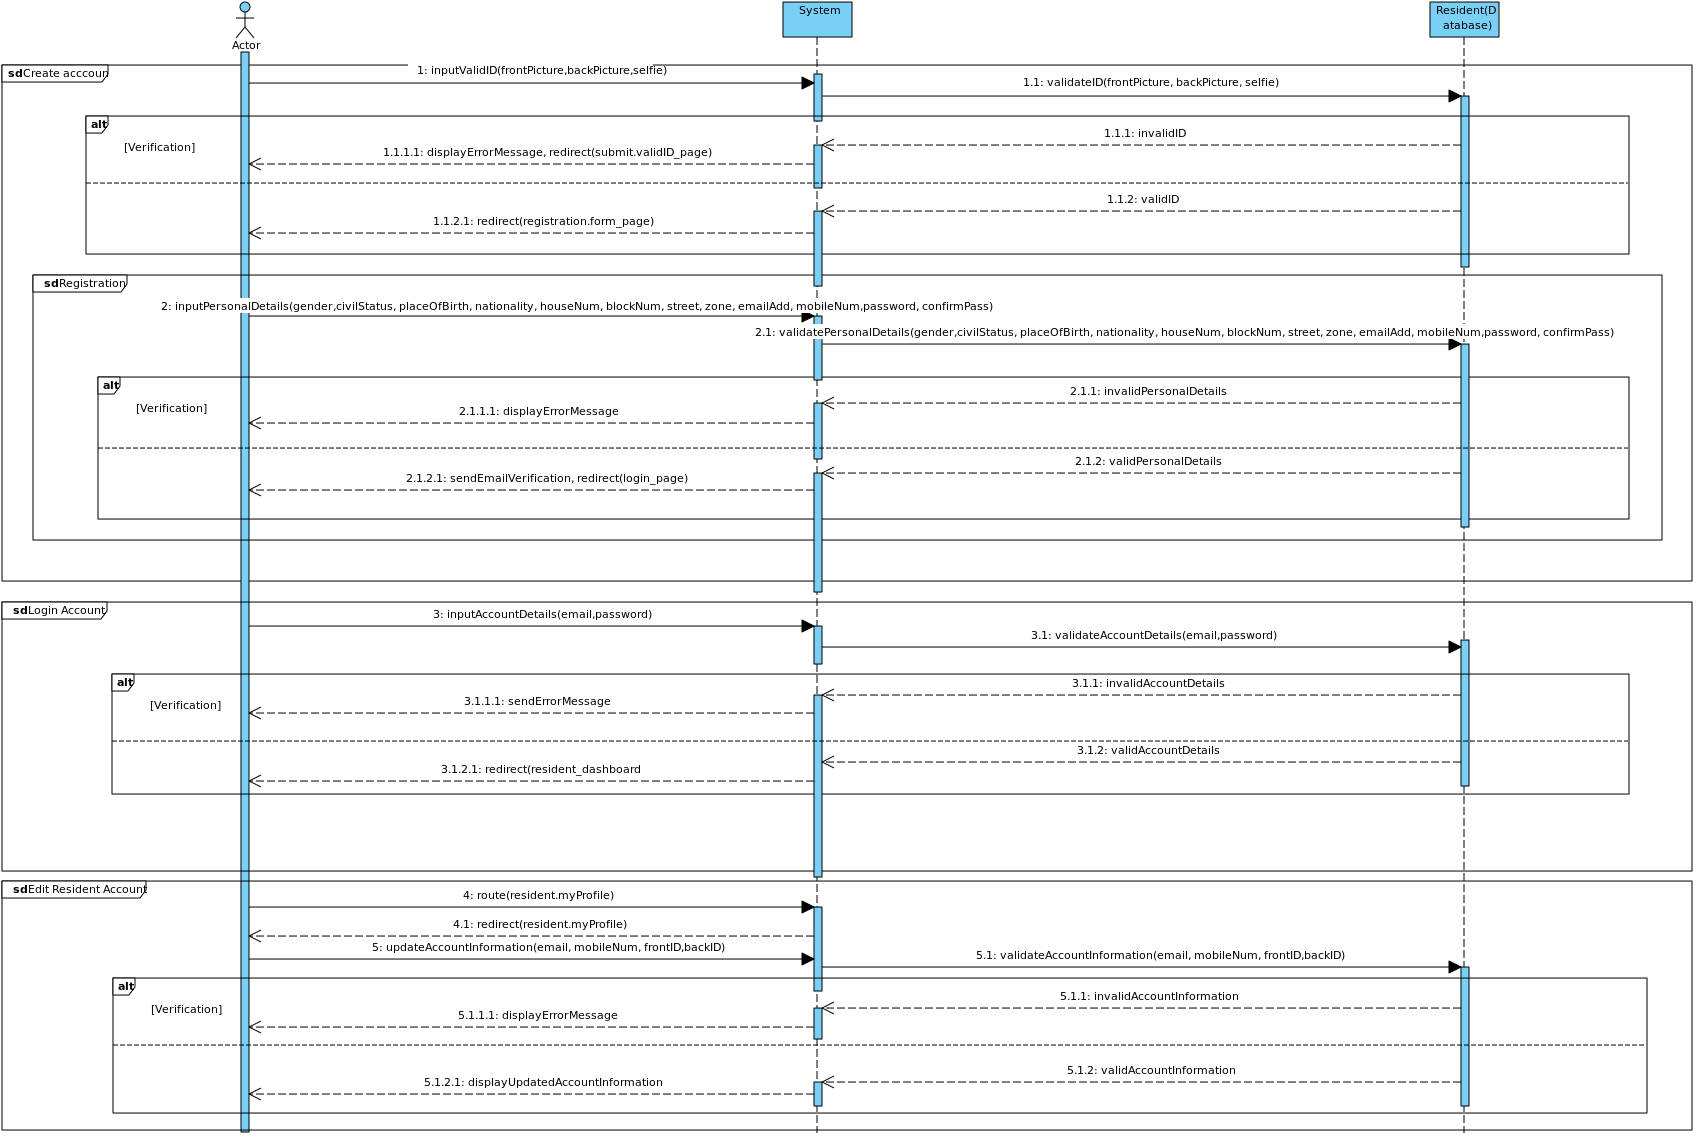 Actor
System
Resident(D
atabase)
sdCreate acccoun
1: inputValidID(frontPicture,backPicture,selfie)
1.1: validateID(frontPicture, backPicture, selfie)
alt
[Verification]
1.1.1: invalidID
1.1.1.1: displayErrorMessage, redirect(submit.validID_page)
1.1.2: validID
1.1.2.1: redirect(registration.form_page)
sdRegistration
2: inputPersonalDetails(gender,civilStatus, placeOfBirth, nationality, houseNum, blockNum, street, zone, emailAdd, mobileNum,password, confirmPass)
2.1: validatePersonalDetails(gender,civilStatus, placeOfBirth, nationality, houseNum, blockNum, street, zone, emailAdd, mobileNum,password, confirmPass)
alt
[Verification]
2.1.1: invalidPersonalDetails
2.1.1.1: displayErrorMessage
2.1.2: validPersonalDetails
2.1.2.1: sendEmailVerification, redirect(login_page)
sdLogin Account
3: inputAccountDetails(email,password)
3.1: validateAccountDetails(email,password)
alt
[Verification]
3.1.1: invalidAccountDetails
3.1.1.1: sendErrorMessage
3.1.2: validAccountDetails
3.1.2.1: redirect(resident_dashboard
sdEdit Resident Account
4: route(resident.myProfile)
4.1: redirect(resident.myProfile)
5: updateAccountInformation(email, mobileNum, frontID,backID)
5.1: validateAccountInformation(email, mobileNum, frontID,backID)
alt
[Verification]
5.1.1: invalidAccountInformation
5.1.1.1: displayErrorMessage
5.1.2: validAccountInformation
5.1.2.1: displayUpdatedAccountInformation